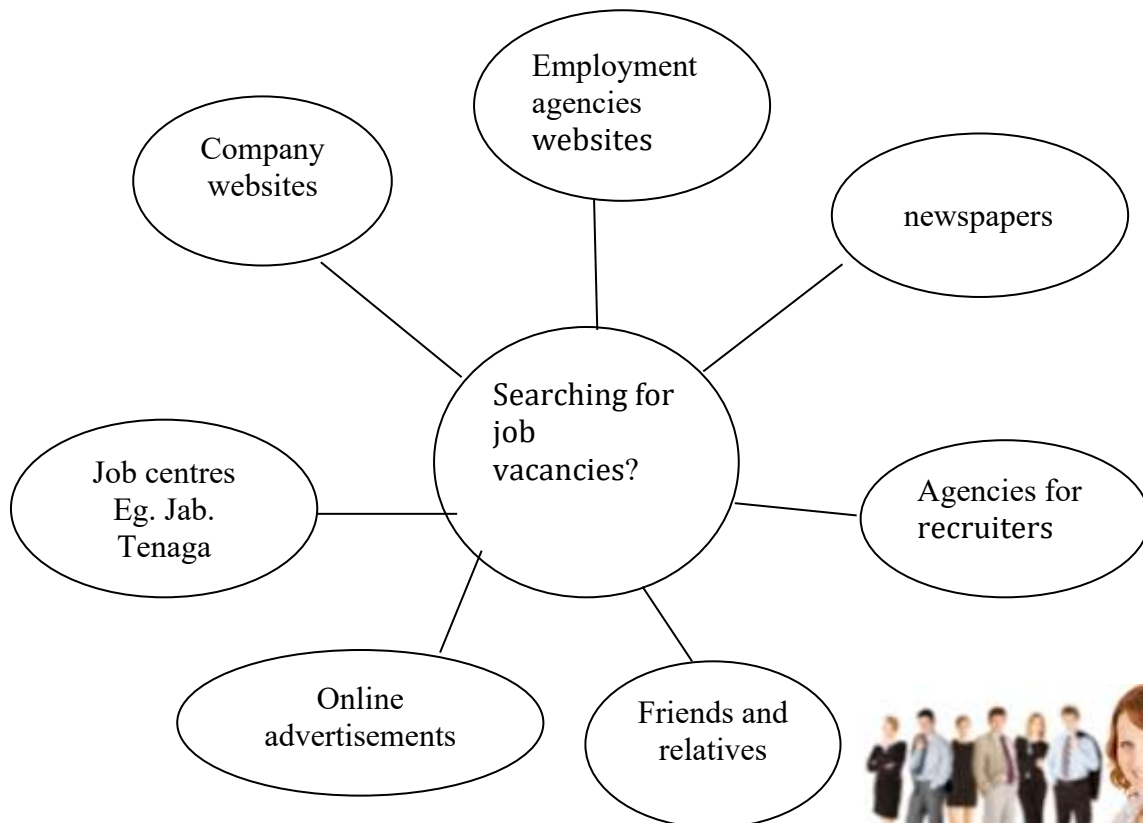 Employment
agencies
websites
Company
websites
newspapers
Searching for
job
vacancies?
Job centres
Eg. Jab.
Tenaga
Agencies for
recruiters
Online
advertisements
Friends and
relatives